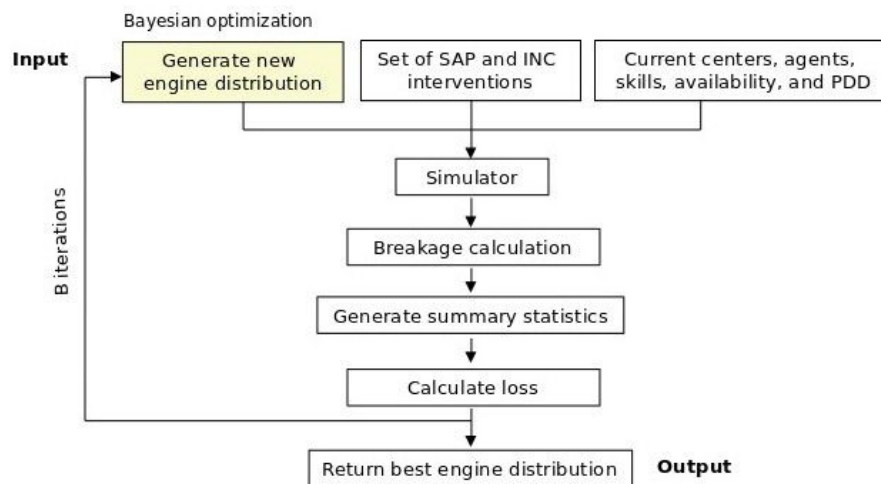 Bayesian optimization
Input
Generate new
engine distribution
Set of SAP and INC
interventions
Current centers, agents,
skills, availability, and PDD
Simulator
Breakage calculation
B iterations
Generate summary statistics
Calculate loss
Return best engine distribution
Output